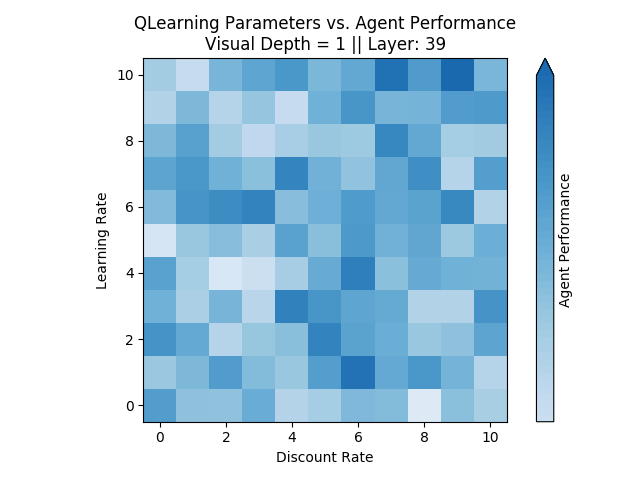 QLearning Parameters vs. Agent Performance
Visual Depth = 1 || Layer: 39
10
8
6
4
2
0
Learning Rate
0 2 4 6 8 10
Discount Rate
Agent Performance